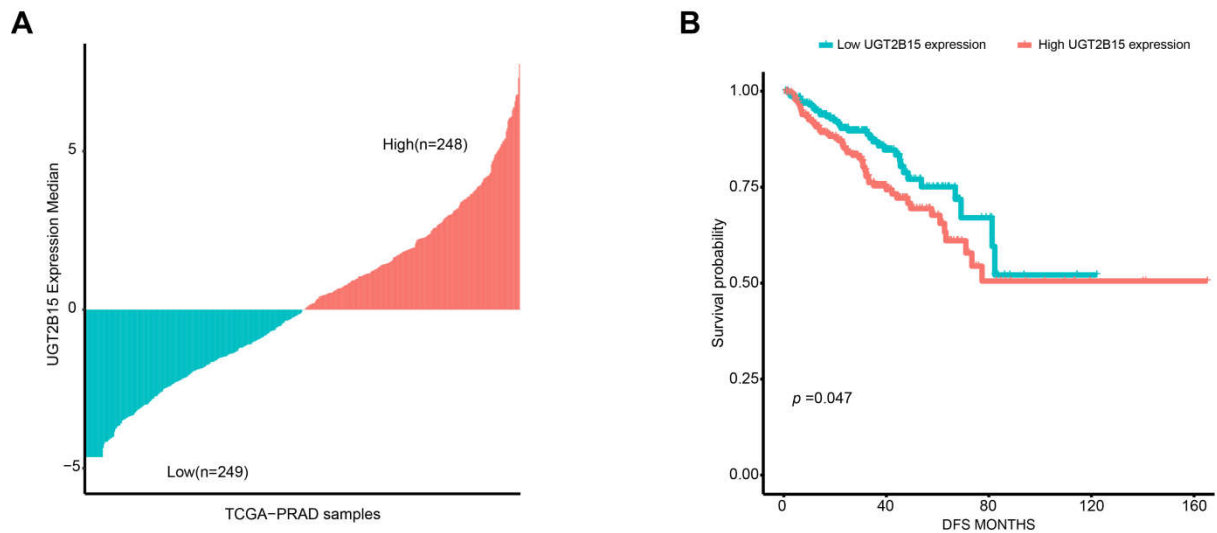 A
UGT2B15 Expression Median
5
0
−5
High(n=248)
Low(n=249)
TCGA−PRAD samples
B
Low UGT2B15 expression
High UGT2B15 expression
Survival probability
1.00
0.75
0.50
0.25
0.00
p =0.047
0 40 80 120 160
DFS MONTHS